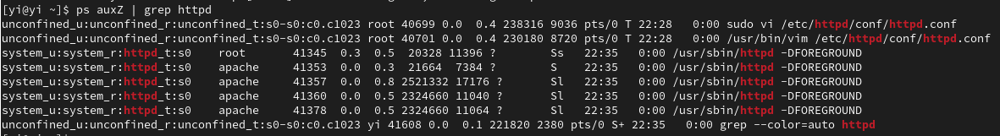 [yi@yi ~]$ ps auxZ | grep httpd
unconfined_u:unconfined_r:unconfined_t:s0-s0:c0.c1023 root 40699 0.0  0.4 238316 9036 pts/0 T 22:28   0:00 sudo vi /etc/httpd/conf/httpd.conf
unconfined_u:unconfined_r:unconfined_t:s0-s0:c0.c1023 root 40701 0.0  0.4 230180 8720 pts/0 T 22:28   0:00 /usr/bin/vim /etc/httpd/conf/httpd.conf
system_u:system_r:httpd_t:s0    root       41345  0.3  0.5  20328 11396 ?       Ss   22:35   0:00 /usr/sbin/httpd -DFOREGROUND
system_u:system_r:httpd_t:s0    apache     41353  0.0  0.3  21664  7384 ?       S    22:35   0:00 /usr/sbin/httpd -DFOREGROUND
system_u:system_r:httpd_t:s0    apache     41357  0.0  0.8 2521332 17176 ?      Sl   22:35   0:00 /usr/sbin/httpd -DFOREGROUND
system_u:system_r:httpd_t:s0    apache     41360  0.0  0.5 2324660 11040 ?      Sl   22:35   0:00 /usr/sbin/httpd -DFOREGROUND
system_u:system_r:httpd_t:s0    apache     41378  0.0  0.5 2324660 11064 ?      Sl   22:35   0:00 /usr/sbin/httpd -DFOREGROUND
unconfined_u:unconfined_r:unconfined_t:s0-s0:c0.c1023 yi 41608 0.0  0.1 221820 2380 pts/0 S+ 22:35   0:00 grep --color=auto httpd